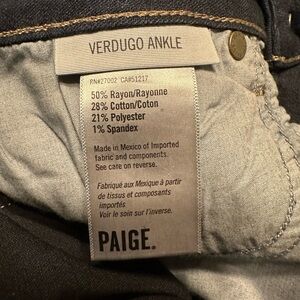 VERDUGO ANKLE
RN#27002 CA#51217
50% Rayon/Rayonne
28% Cotton/Coton
21% Polyester
1% Spandex
Made in Mexico of Imported
fabric and components.
See care on reverse.
Fabriqué aux Mexique à partir
de tissus et composants
importés
Voir le soin sur l'inverse.
PAIGE.